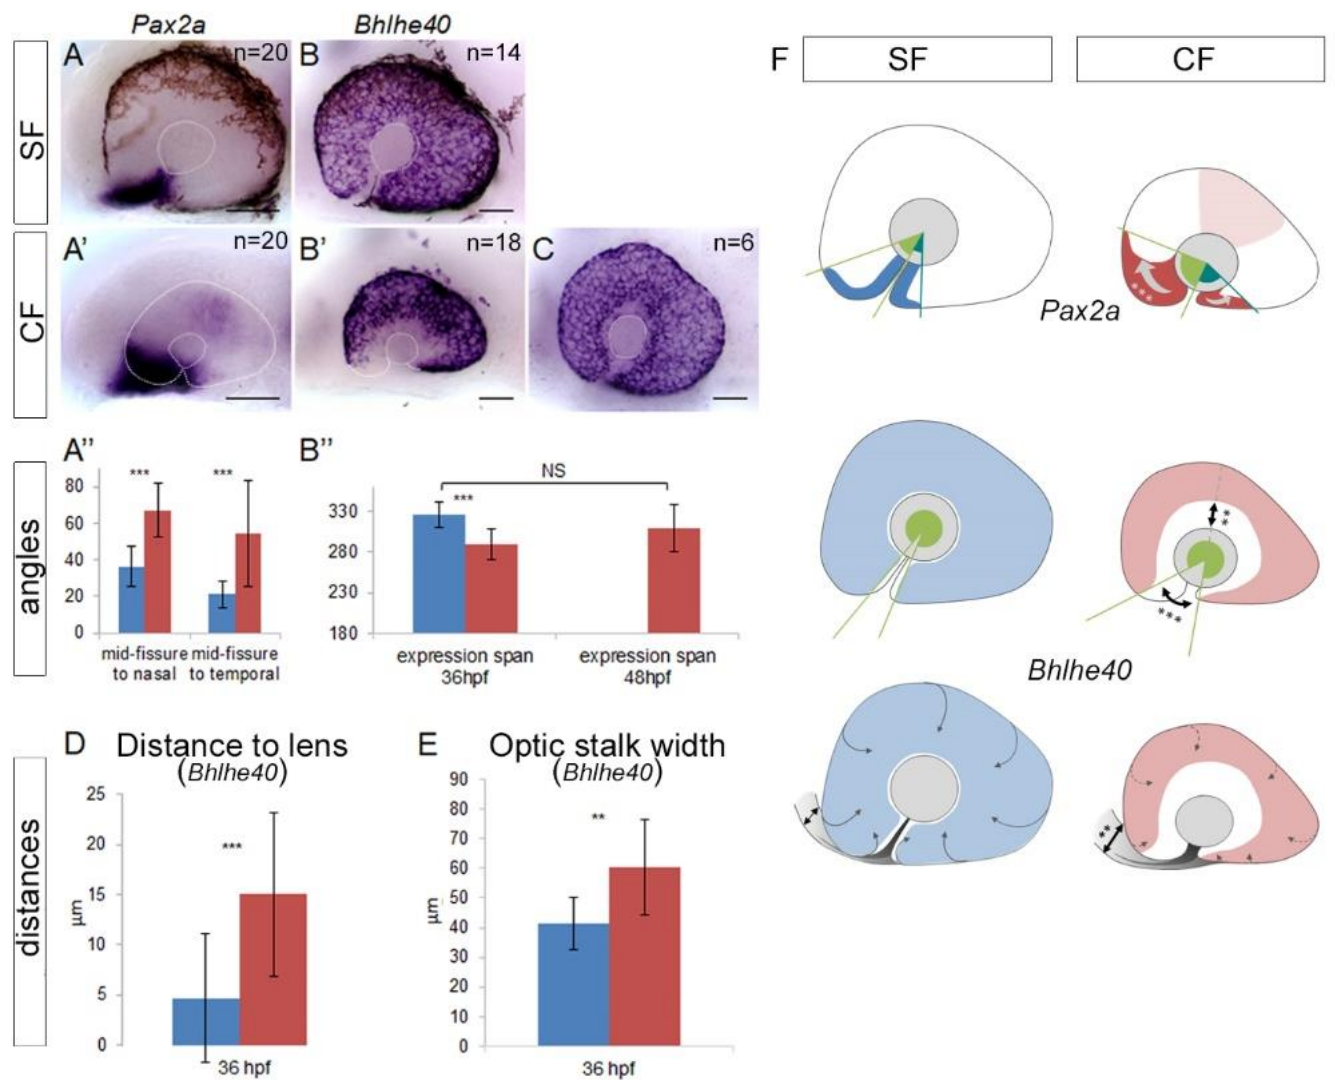 Pax2a
Bhlhe40
SF
A
n=20
B
n=14
CF
A'
n=20
B'
n=18
C
n=6
angles
A''
***
***
80
60
40
20
0
mid-fissure
to nasal
mid-fissure
to temporal
B''
NS
***
330
280
230
180
expression span
36hpf
expression span
48hpf
distances
D
Distance to lens
(Bhlhe40)
25
20
15
10
5
0
µm
***
36 hpf
E
Optic stalk width
(Bhlhe40)
90
80
70
60
50
40
30
20
10
0
µm
**
36 hpf
F
SF
CF
***
**
Pax2a
**
***
Bhlhe40
**